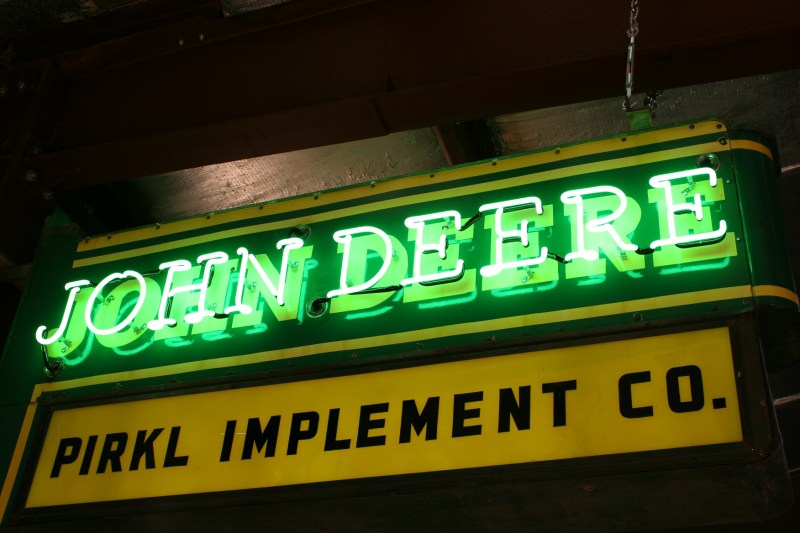 JOHN DEERE
PIRKL IMPLEMENT CO.